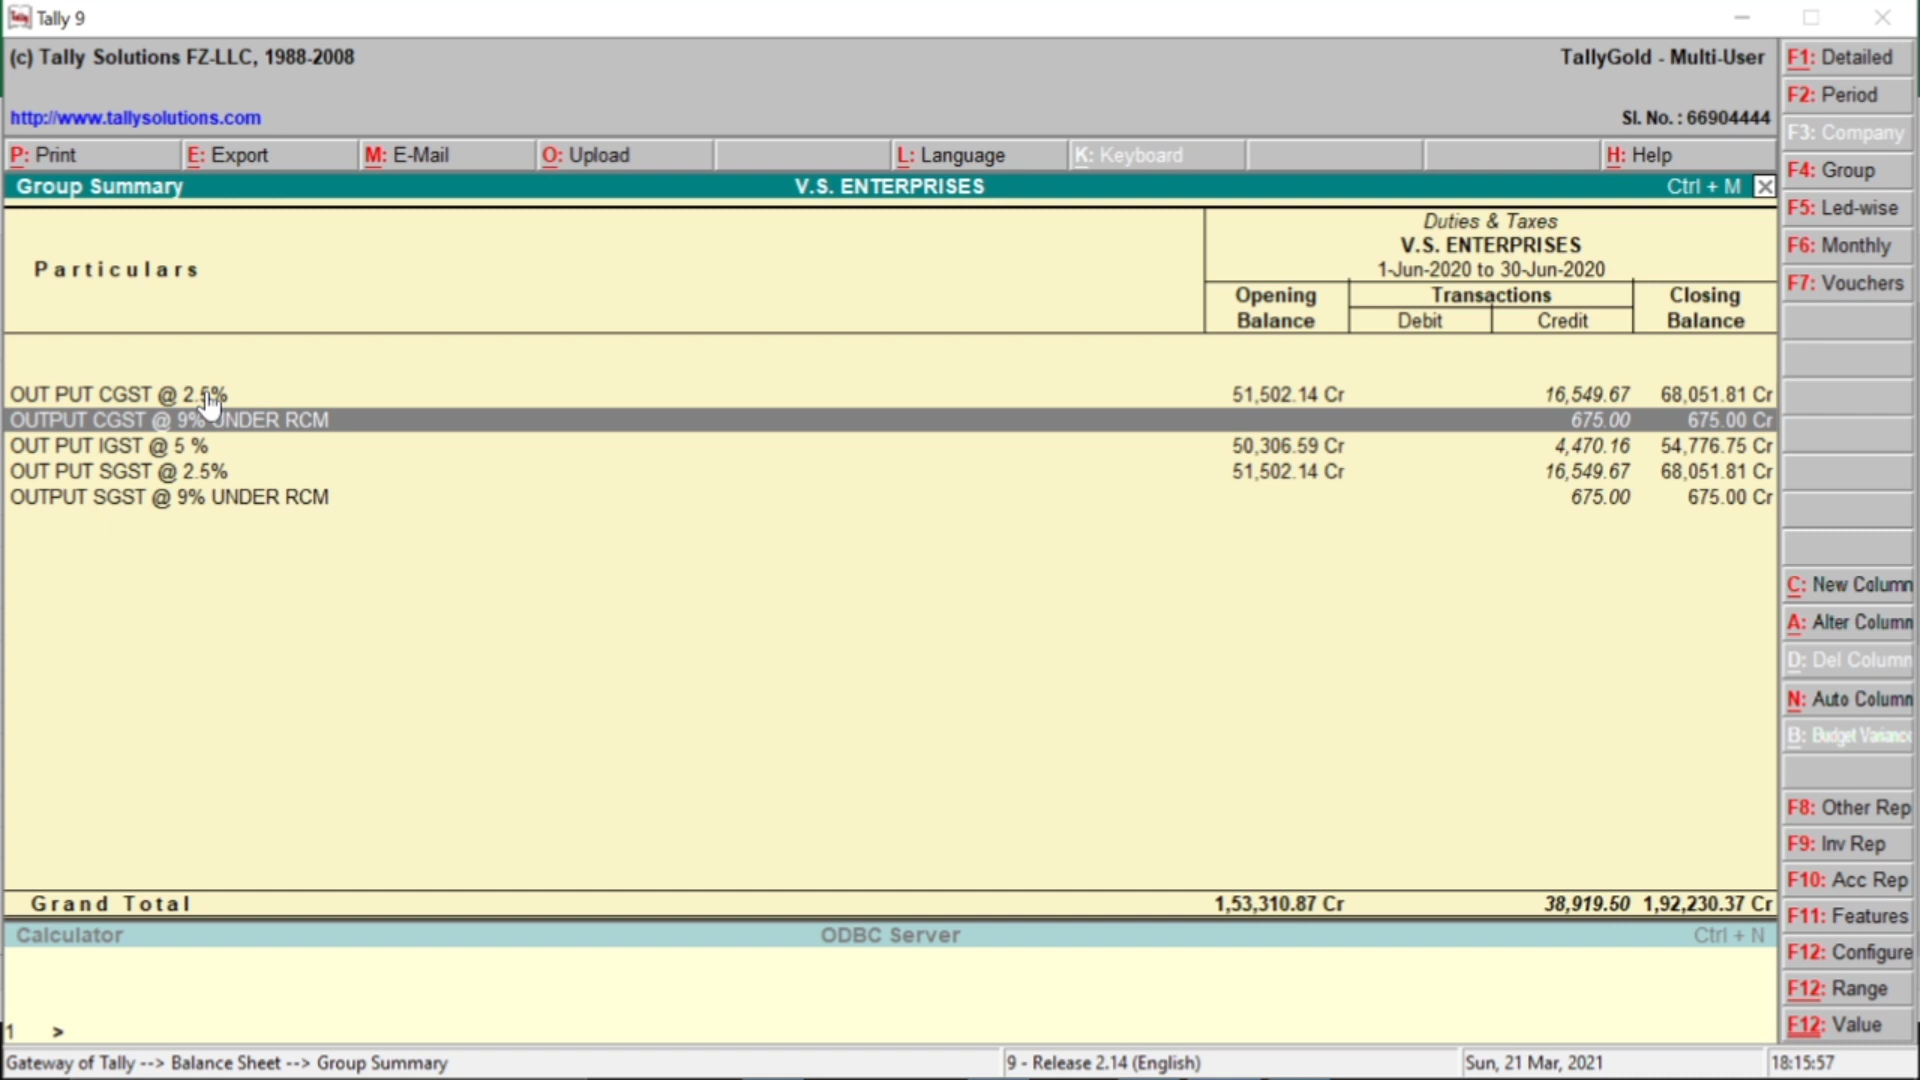 Tally 9
(c) Tally Solutions FZ-LLC, 1988-2008
TallyGold - Multi-User
http://www.tallysolutions.com
Sl. No. : 66904444
P: Print E: Export M: E-Mail O: Upload L: Language K: Keyboard H: Help
Group Summary V.S. ENTERPRISES Ctrl + M
Particulars
Duties & Taxes
V.S. ENTERPRISES
1-Jun-2020 to 30-Jun-2020
Opening Balance Transactions Closing Balance
Debit Credit
OUT PUT CGST @ 2.5% 51,502.14 Cr 16,549.67 68,051.81 Cr
OUTPUT CGST @ 9% UNDER RCM 675.00 675.00 Cr
OUT PUT IGST @ 5 % 50,306.59 Cr 4,470.16 54,776.75 Cr
OUT PUT SGST @ 2.5% 51,502.14 Cr 16,549.67 68,051.81 Cr
OUTPUT SGST @ 9% UNDER RCM 675.00 675.00 Cr
Grand Total 1,53,310.87 Cr 38,919.50 1,92,230.37 Cr
Calculator ODBC Server Ctrl + N
1 >
Gateway of Tally --> Balance Sheet --> Group Summary 9 - Release 2.14 (English) Sun, 21 Mar, 2021 18:15:57
F1: Detailed
F2: Period
F3: Company
F4: Group
F5: Led-wise
F6: Monthly
F7: Vouchers
C: New Column
A: Alter Column
D: Del Column
N: Auto Column
B: Budget Variance
F8: Other Rep
F9: Inv Rep
F10: Acc Rep
F11: Features
F12: Configure
F12: Range
F12: Value